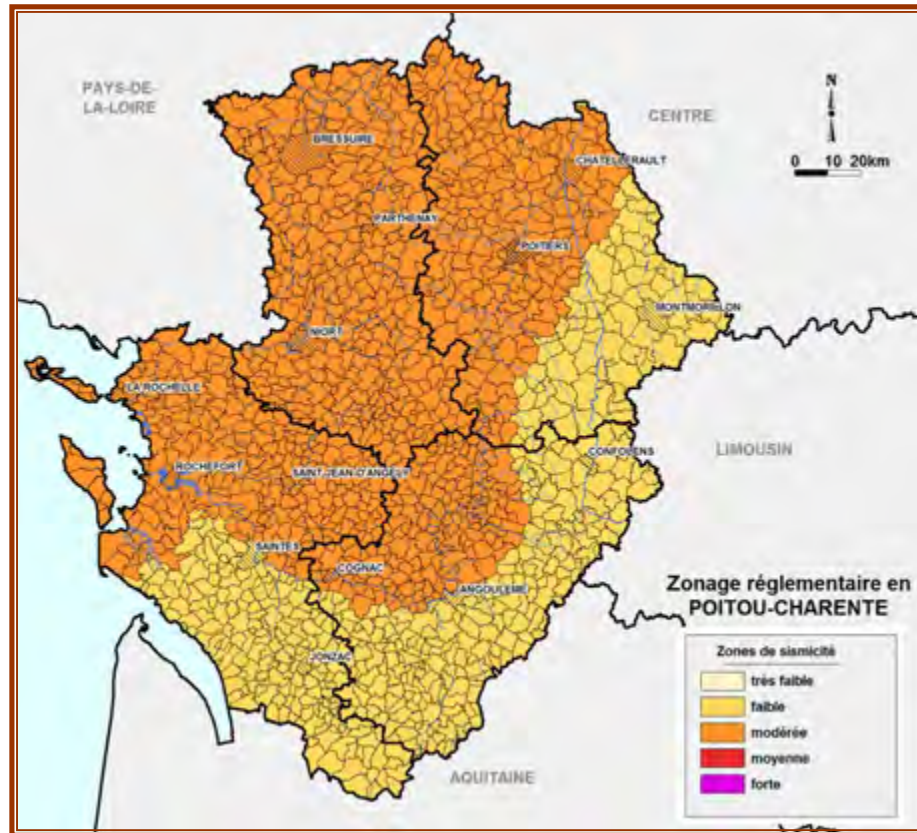 PAYS-DE-
LA-LOIRE
N
CENTRE
0 10 20km
BRESSUIRE
CHATELLERAULT
PARTHENAY
POITIERS
MONTMORILLON
NIORT
LA ROCHELLE
CONFOLENS
LIMOUSIN
ROCHEFORT
SAINT-JEAN-D'ANGELY
SAINTES
COGNAC
ANGOULEME
Zonage réglementaire en
POITOU-CHARENTE
JONZAC
Zones de sismicité
très faible
faible
modérée
moyenne
forte
AQUITAINE